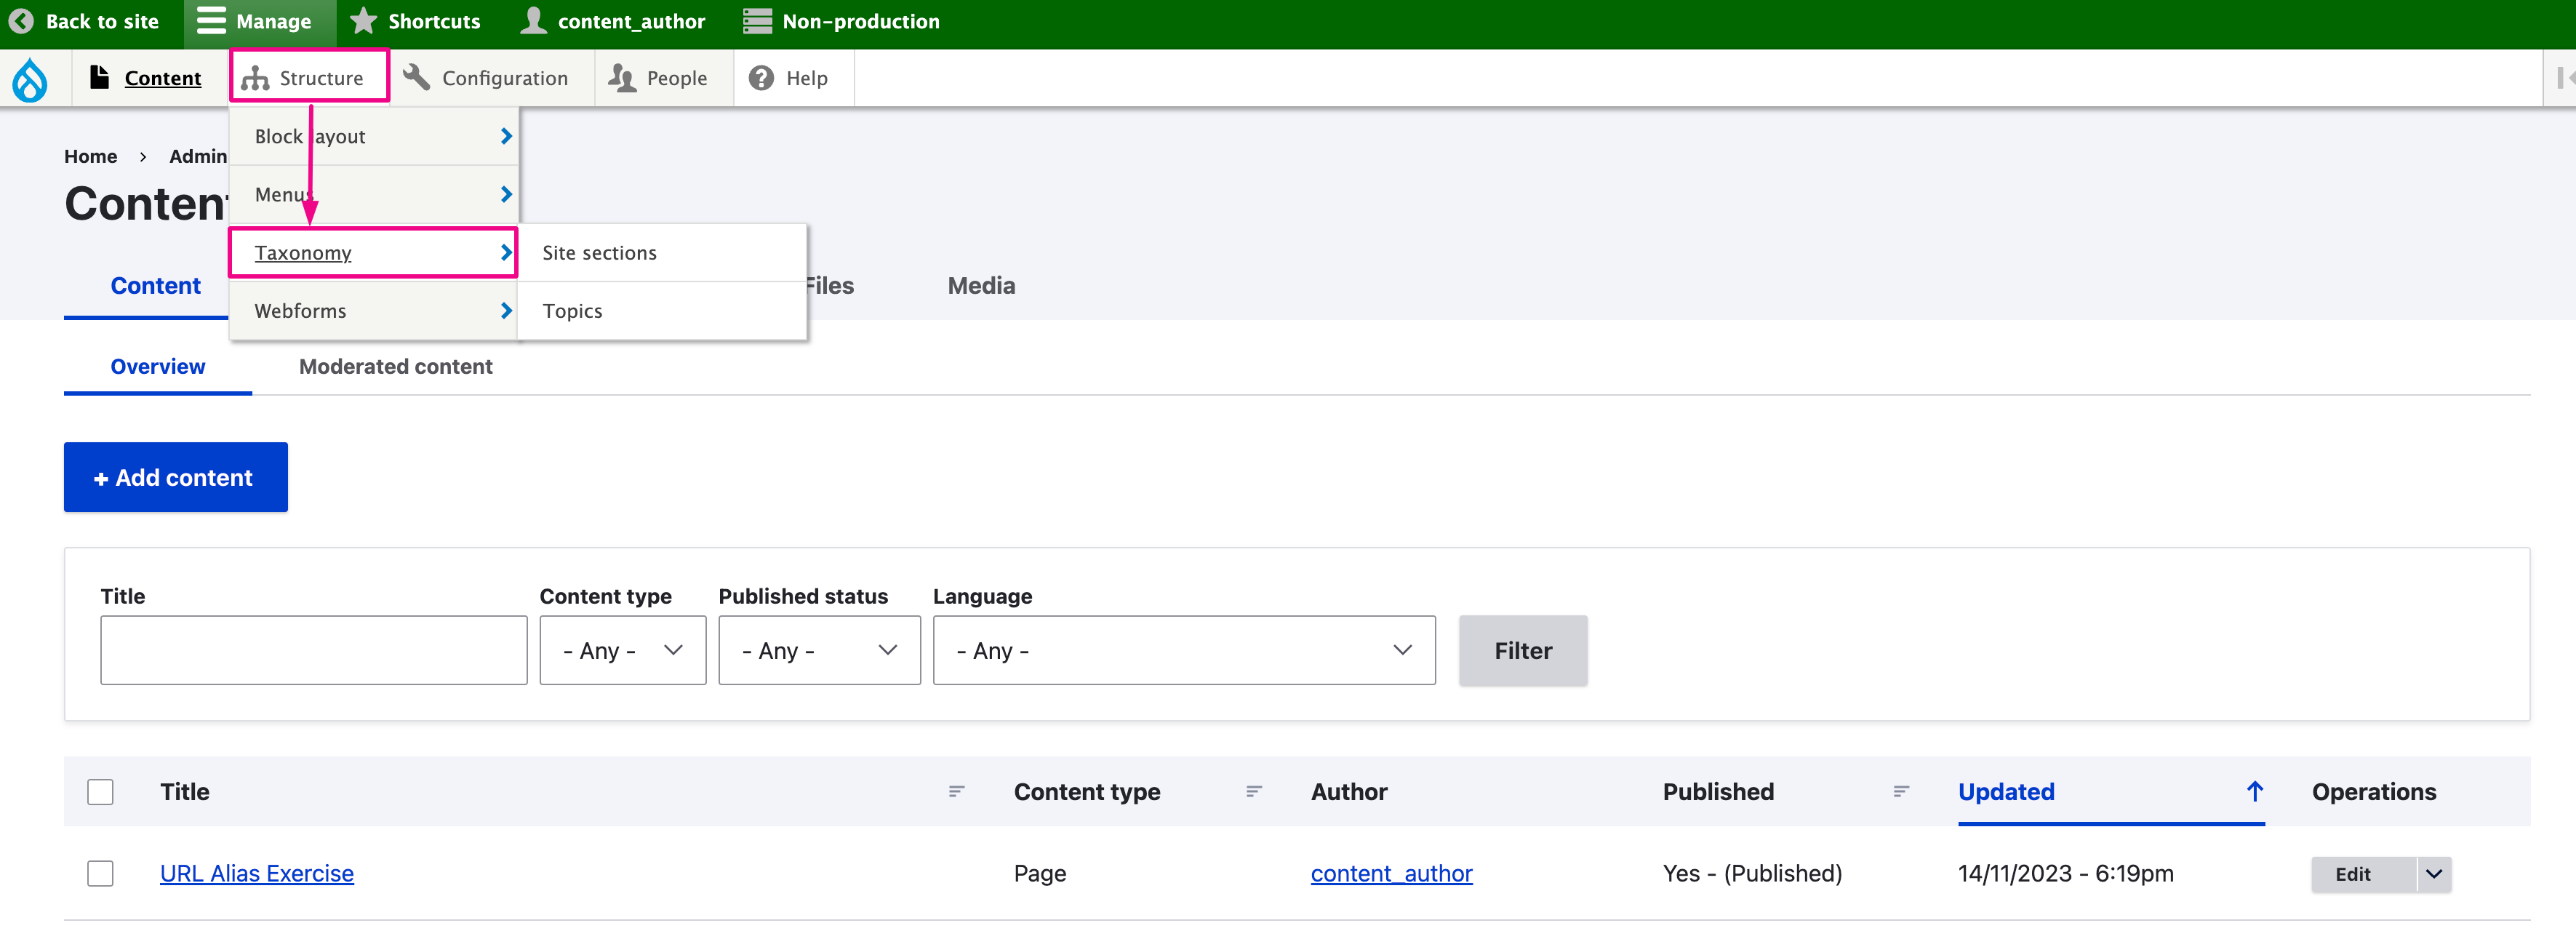 Back to site Manage Shortcuts content_author Non-production
Content Structure Configuration People Help
Block layout
Home › Admin
Menus
Conten
Taxonomy Site sections
Content Files Media
Webforms Topics
Overview Moderated content
+ Add content
Title Content type Published status Language
- Any - - Any - - Any - Filter
Title Content type Author Published Updated Operations
URL Alias Exercise Page content_author Yes - (Published) 14/11/2023 - 6:19pm Edit